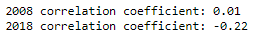 2008 correlation coefficient: 0.01
2018 correlation coefficient: -0.22